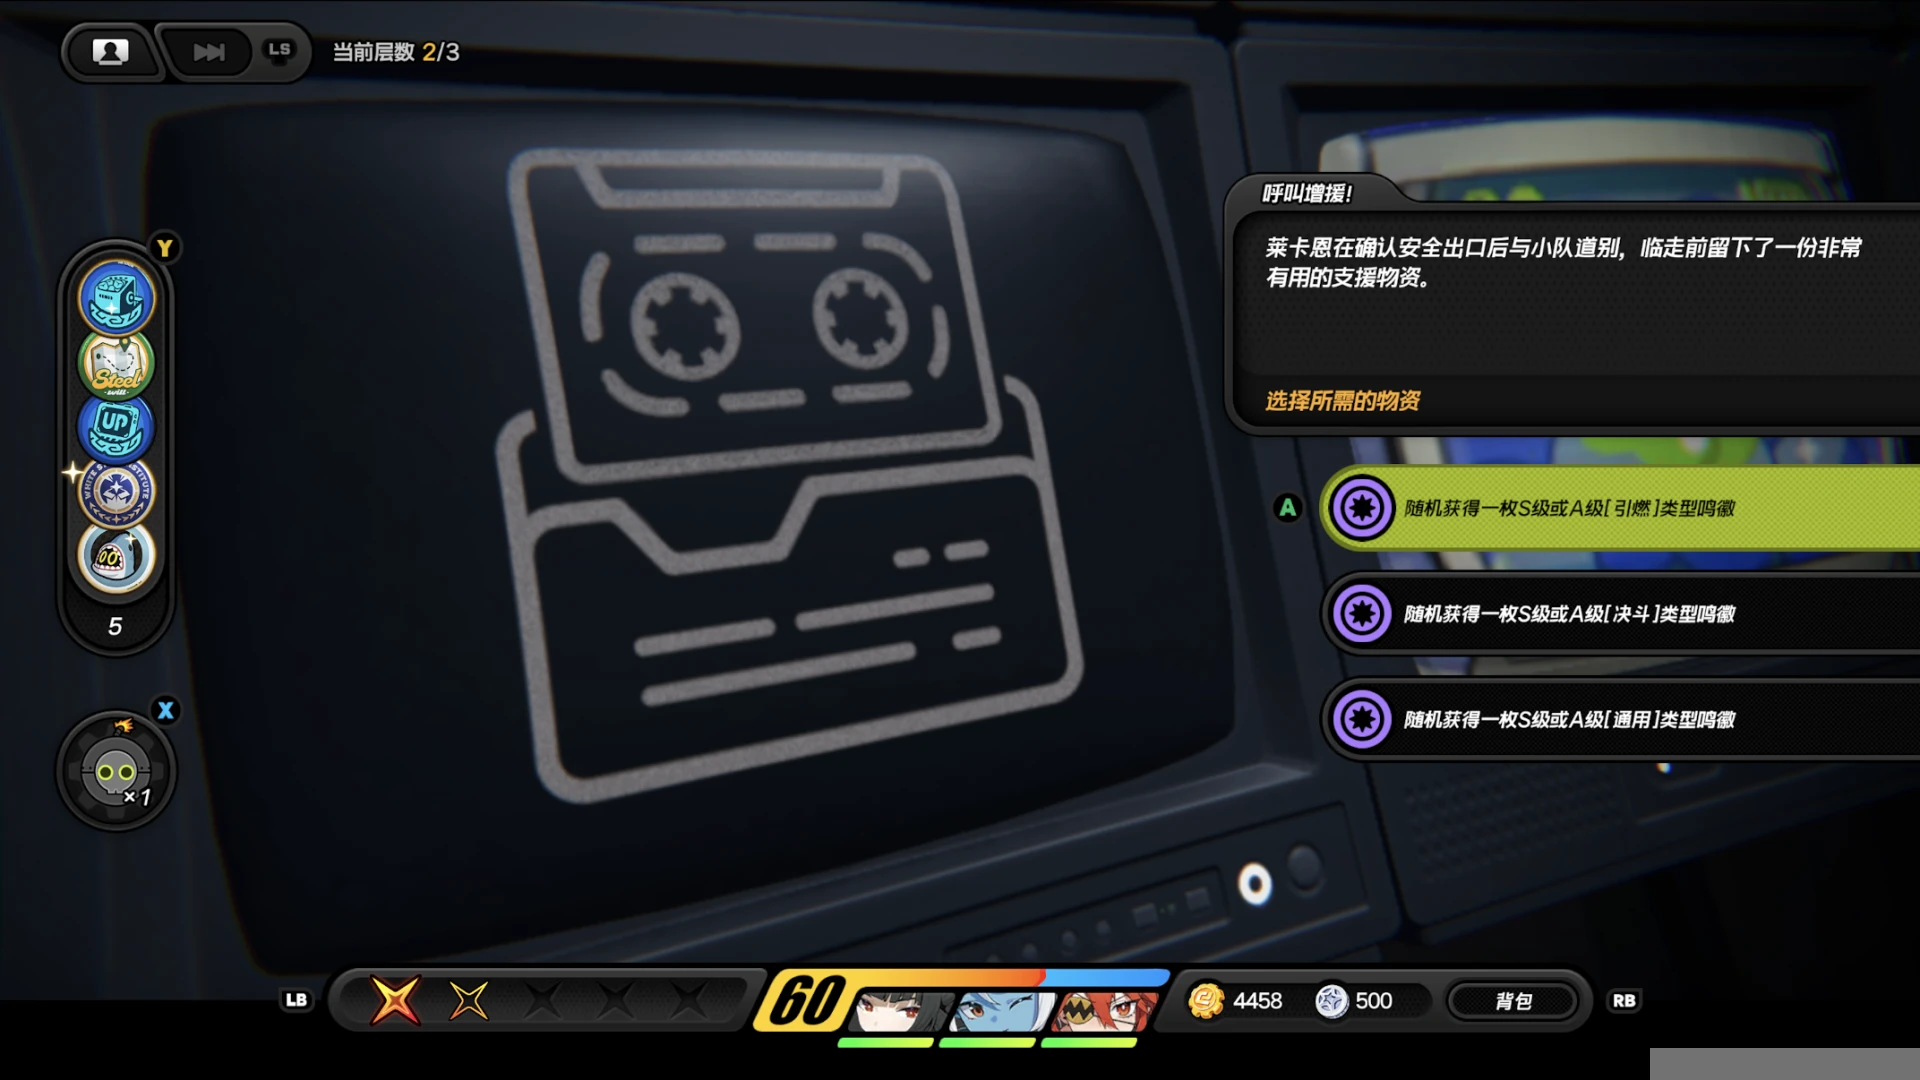 LS
当前层数 2/3
呼叫增援!
莱卡恩在确认安全出口后与小队道别，临走前留下了一份非常
有用的支援物资。
选择所需的物资
Y
Steel
UP
5
A
随机获得一枚S级或A级[引燃]类型鸣徽
随机获得一枚S级或A级[决斗]类型鸣徽
随机获得一枚S级或A级[通用]类型鸣徽
X
×1
LB
60
4458
500
背包
RB